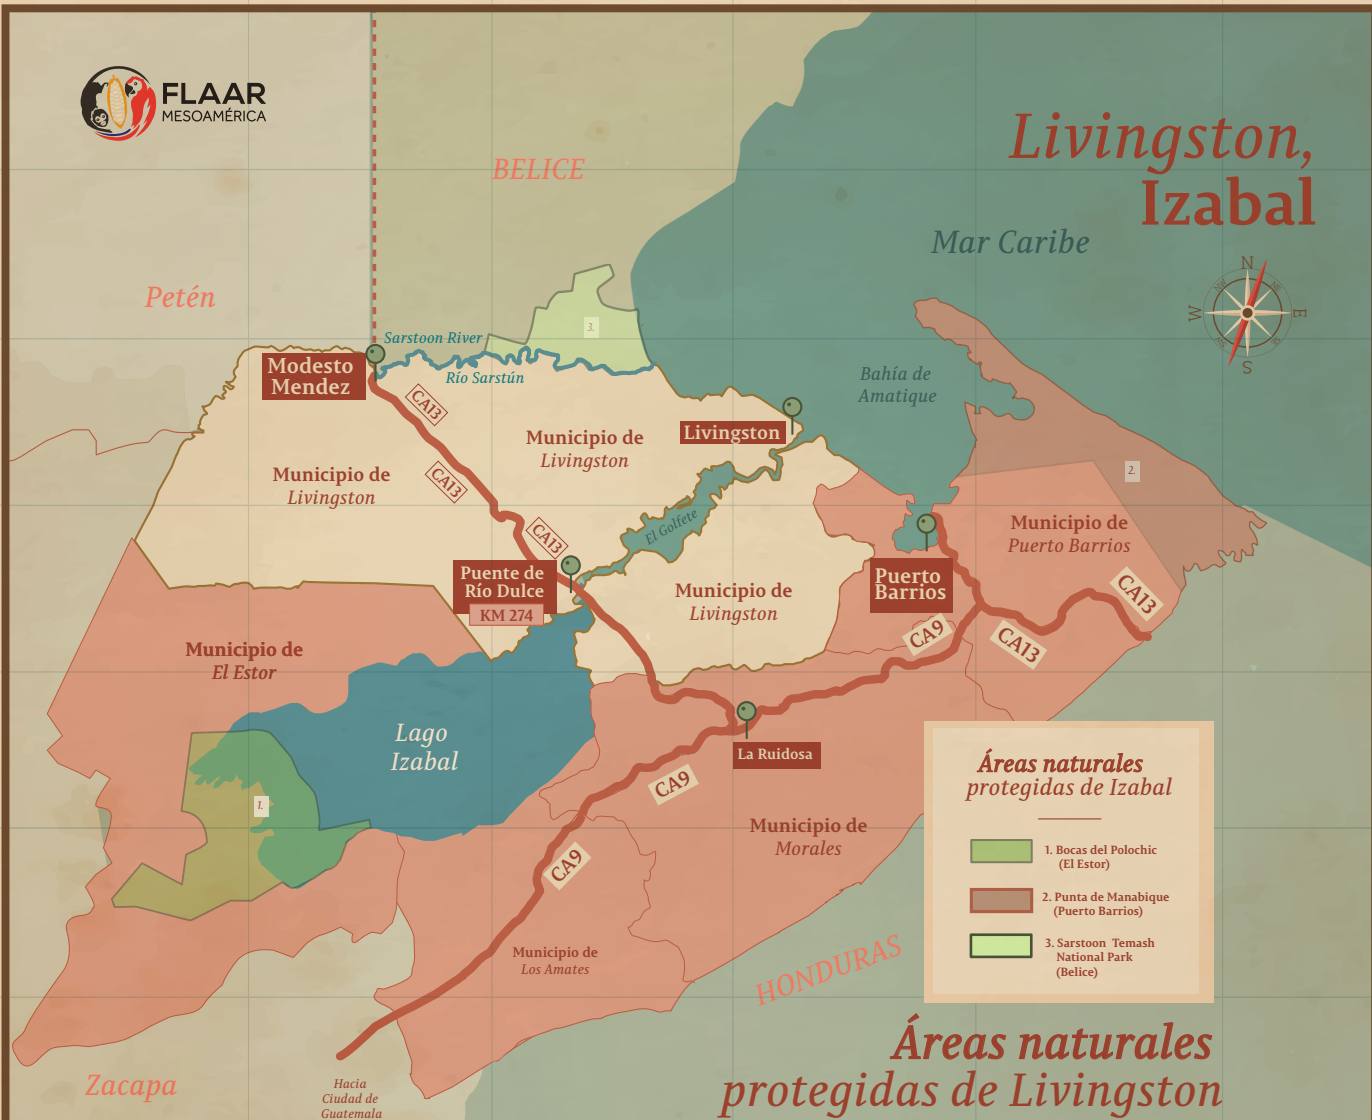 FLAAR
MESOAMÉRICA
BELICE
Livingston,
Izabal
Mar Caribe
Petén
N
NE
E
SE
S
SW
W
NW
3.
Sarstoon River
Río Sarstún
Modesto
Mendez
CA13
Bahía de
Amatique
Livingston
Municipio de
Livingston
Municipio de
Livingston
CA13
2.
CA13
El Golfete
Municipio de
Puerto Barrios
Puente de
Río Dulce
KM 274
Municipio de
Livingston
Puerto
Barrios
CA13
CA9
CA13
Municipio de
El Estor
Lago
Izabal
La Ruidosa
CA9
1.
Municipio de
Morales
CA9
Municipio de
Los Amates
HONDURAS
Áreas naturales
protegidas de Izabal
1. Bocas del Polochic
(El Estor)
2. Punta de Manabique
(Puerto Barrios)
3. Sarstoon Temash
National Park
(Belice)
Zacapa
Hacia
Ciudad de
Guatemala
Áreas naturales
protegidas de Livingston